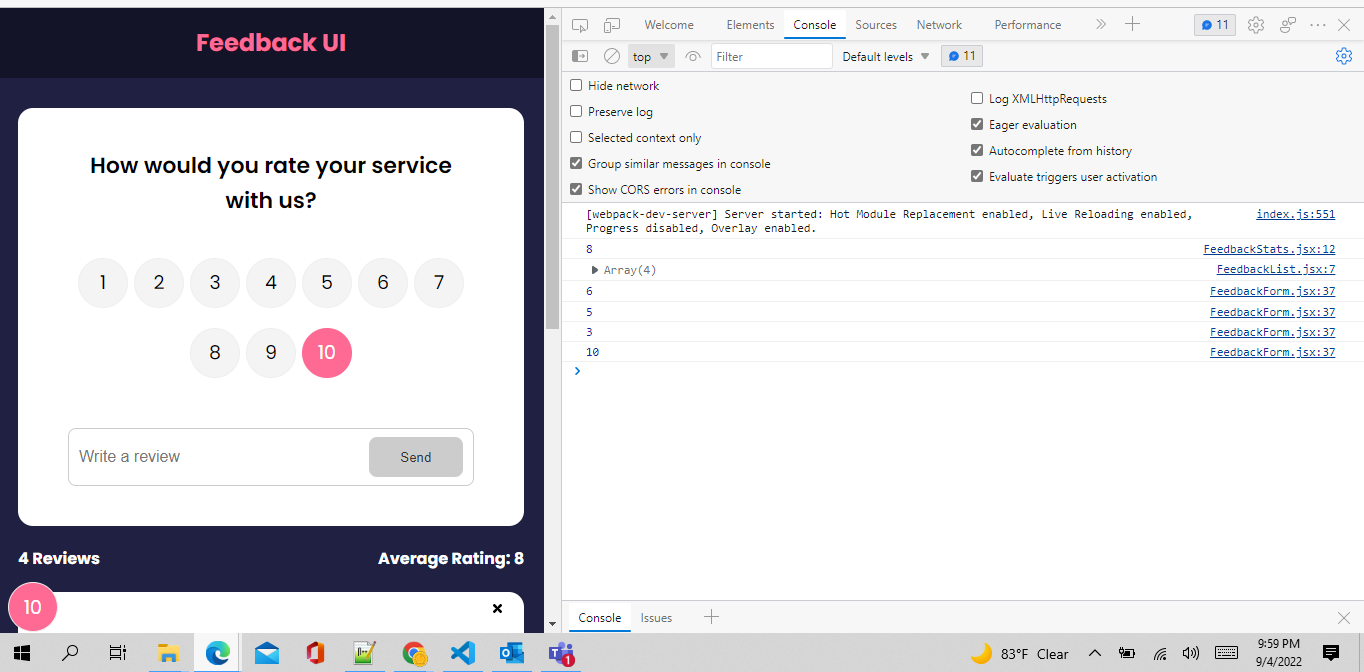 Feedback UI
How would you rate your service
with us?
1 2 3 4 5 6 7
8 9 10
Write a review
Send
4 Reviews
Average Rating: 8
10
Welcome
Elements
Console
Sources
Network
Performance
11
top
Filter
Default levels
11
Hide network
Preserve log
Selected context only
Group similar messages in console
Show CORS errors in console
Log XMLHttpRequests
Eager evaluation
Autocomplete from history
Evaluate triggers user activation
[webpack-dev-server] Server started: Hot Module Replacement enabled, Live Reloading enabled, index.js:551
Progress disabled, Overlay enabled.
8 FeedbackStats.jsx:12
Array(4) FeedbackList.jsx:7
6 FeedbackForm.jsx:37
5 FeedbackForm.jsx:37
3 FeedbackForm.jsx:37
10 FeedbackForm.jsx:37
Console
Issues
1
83°F Clear
9:59 PM
9/4/2022